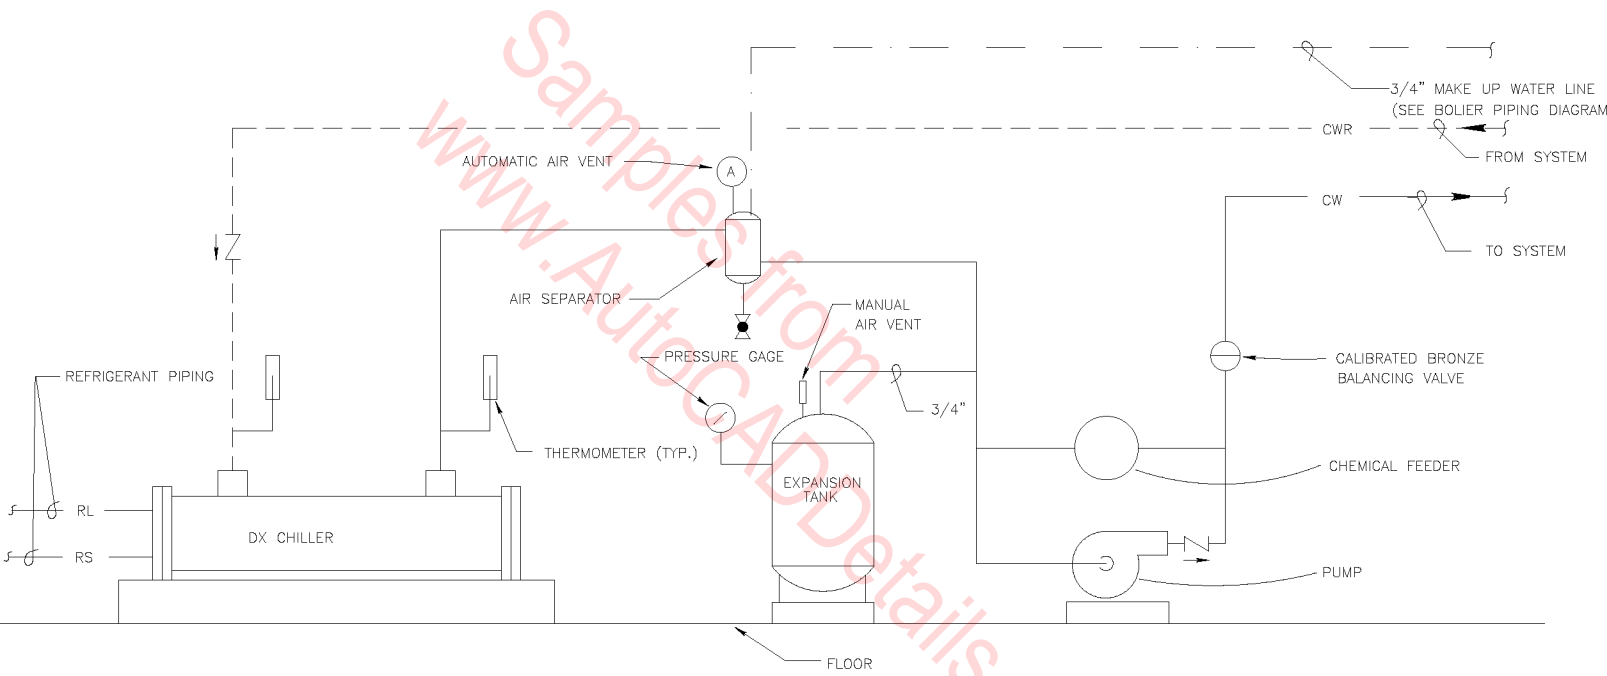 3/4" MAKE UP WATER LINE
(SEE BOLIER PIPING DIAGRAM
CWR
FROM SYSTEM
AUTOMATIC AIR VENT
A
CW
TO SYSTEM
AIR SEPARATOR
MANUAL
AIR VENT
PRESSURE GAGE
CALIBRATED BRONZE
BALANCING VALVE
REFRIGERANT PIPING
3/4"
THERMOMETER (TYP.)
CHEMICAL FEEDER
EXPANSION
TANK
RL
DX CHILLER
RS
PUMP
FLOOR
Samples from
www.AutoCADDetails